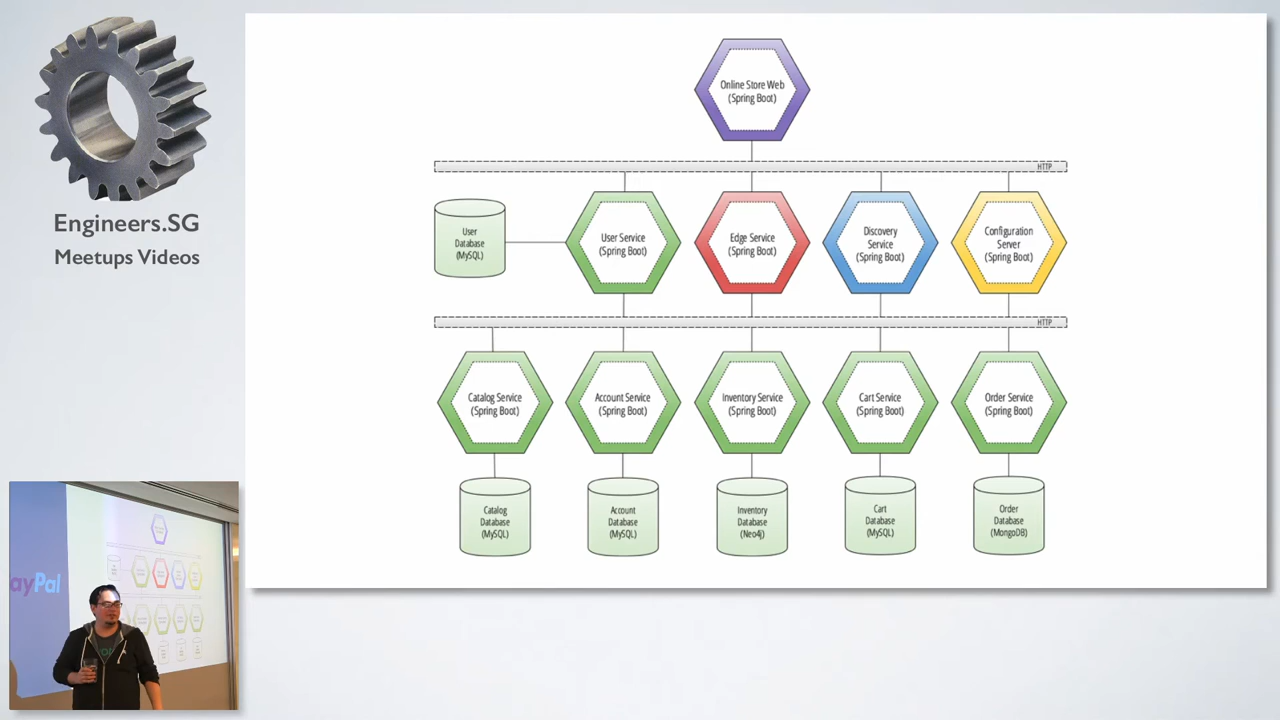 Engineers.SG
Meetups Videos
Online Store Web
(Spring Boot)
HTTP
User
Database
(MySQL)
User Service
(Spring Boot)
Edge Service
(Spring Boot)
Discovery
Service
(Spring Boot)
Configuration
Server
(Spring Boot)
HTTP
Catalog Service
(Spring Boot)
Account Service
(Spring Boot)
Inventory Service
(Spring Boot)
Cart Service
(Spring Boot)
Order Service
(Spring Boot)
Catalog
Database
(MySQL)
Account
Database
(MySQL)
Inventory
Database
(Neo4j)
Cart
Database
(MySQL)
Order
Database
(MongoDB)
ayPal